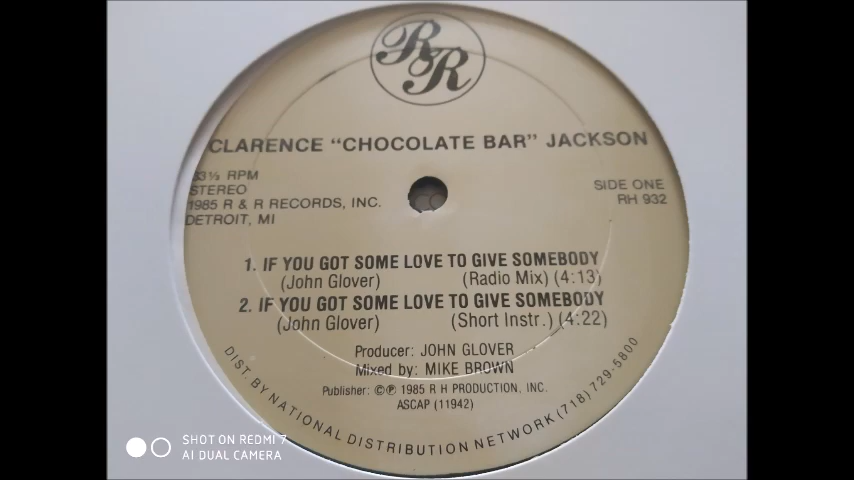 R&R
CLARENCE "CHOCOLATE BAR" JACKSON
33⅓ RPM
STEREO
1985 R & R RECORDS, INC.
DETROIT, MI
SIDE ONE
RH 932
1. IF YOU GOT SOME LOVE TO GIVE SOMEBODY
(John Glover) (Radio Mix) (4:13)
2. IF YOU GOT SOME LOVE TO GIVE SOMEBODY
(John Glover) (Short Instr.) (4:22)
Producer: JOHN GLOVER
Mixed by: MIKE BROWN
Publisher: ©℗ 1985 R H PRODUCTION, INC.
ASCAP (11942)
DIST. BY NATIONAL DISTRIBUTION NETWORK (718) 729-5800
SHOT ON REDMI 7
AI DUAL CAMERA